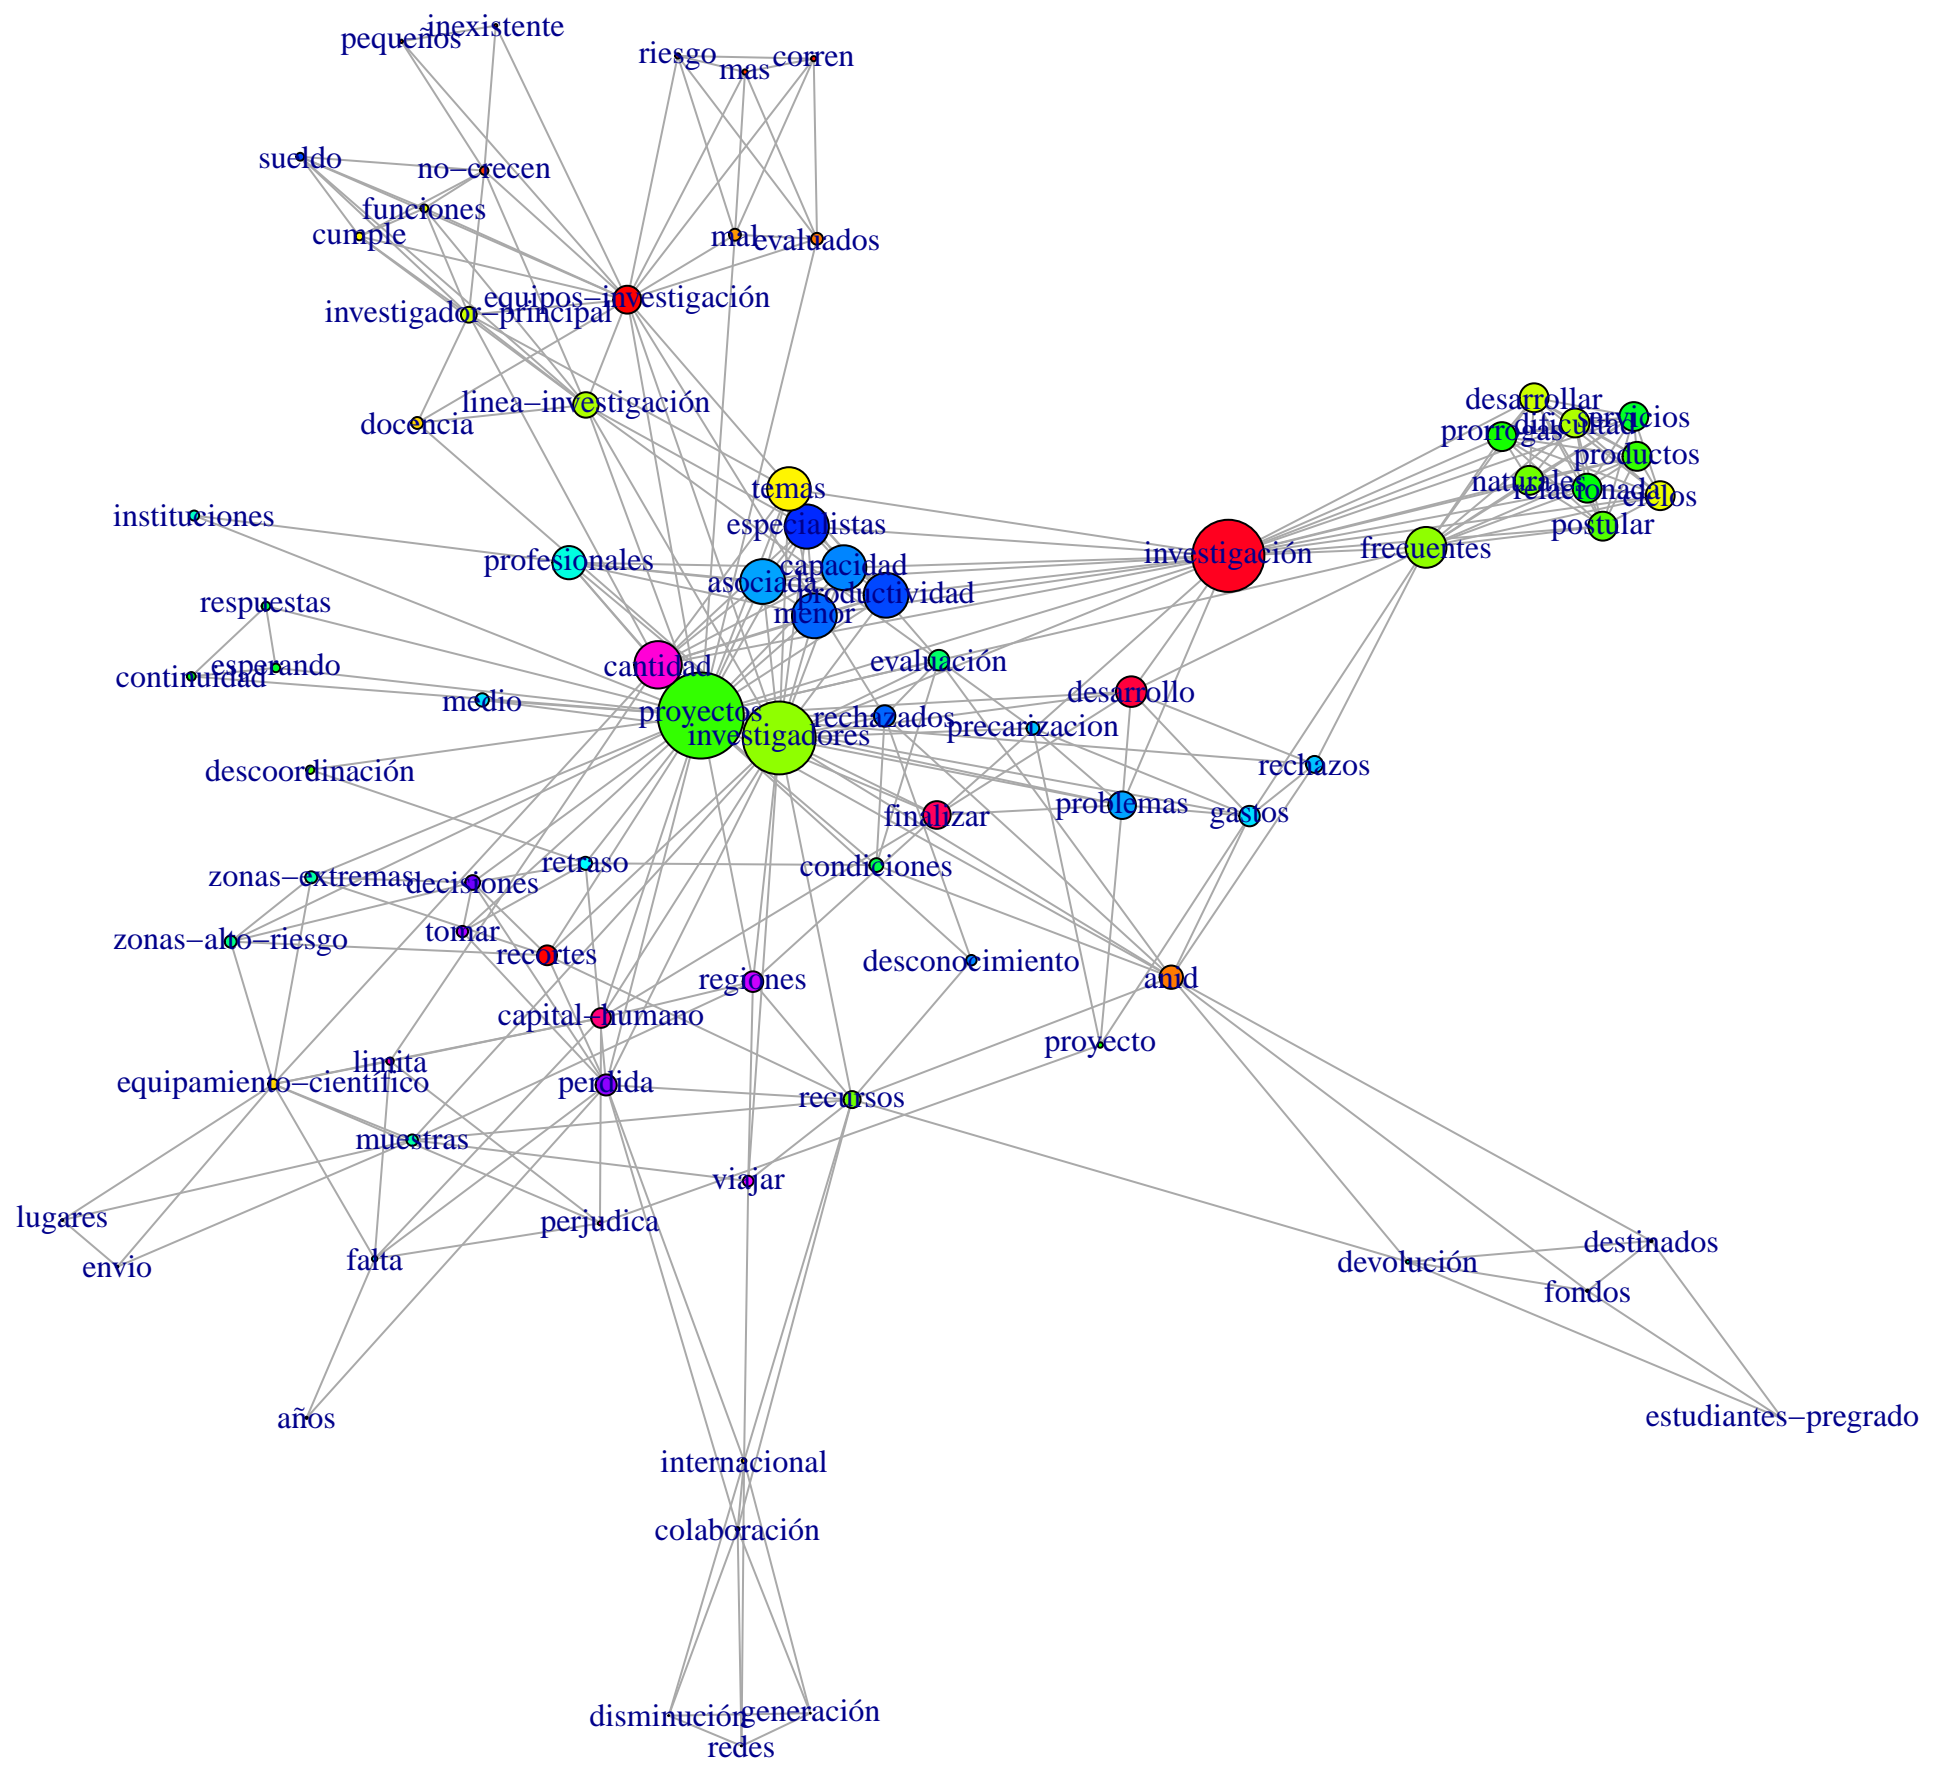 inexistente
pequeños
riesgo
mas
corren
sueldo
no−crecen
funciones
cumple
mal
evaluados
equipos−investigación
investigador−principal
linea−investigación
docencia
desarrollar
servicios
dificultad
prorrogas
productos
naturales
relacionada
cielos
postular
temas
especialistas
instituciones
profesionales
capacidad
asociada
productividad
menor
investigación
frecuentes
respuestas
esperando
continuidad
cantidad
evaluación
desarrollo
medio
proyectos
investigadores
rechazados
precarizacion
descoordinación
rechazos
finalizar
problemas
gastos
retraso
condiciones
zonas−extremas
decisiones
tomar
zonas−alto−riesgo
recortes
regiones
desconocimiento
anid
capital−humano
proyecto
limita
equipamiento−científico
perdida
recursos
muestras
viajar
lugares
perjudica
envio
falta
destinados
devolución
fondos
años
estudiantes−pregrado
internacional
colaboración
disminución
generación
redes